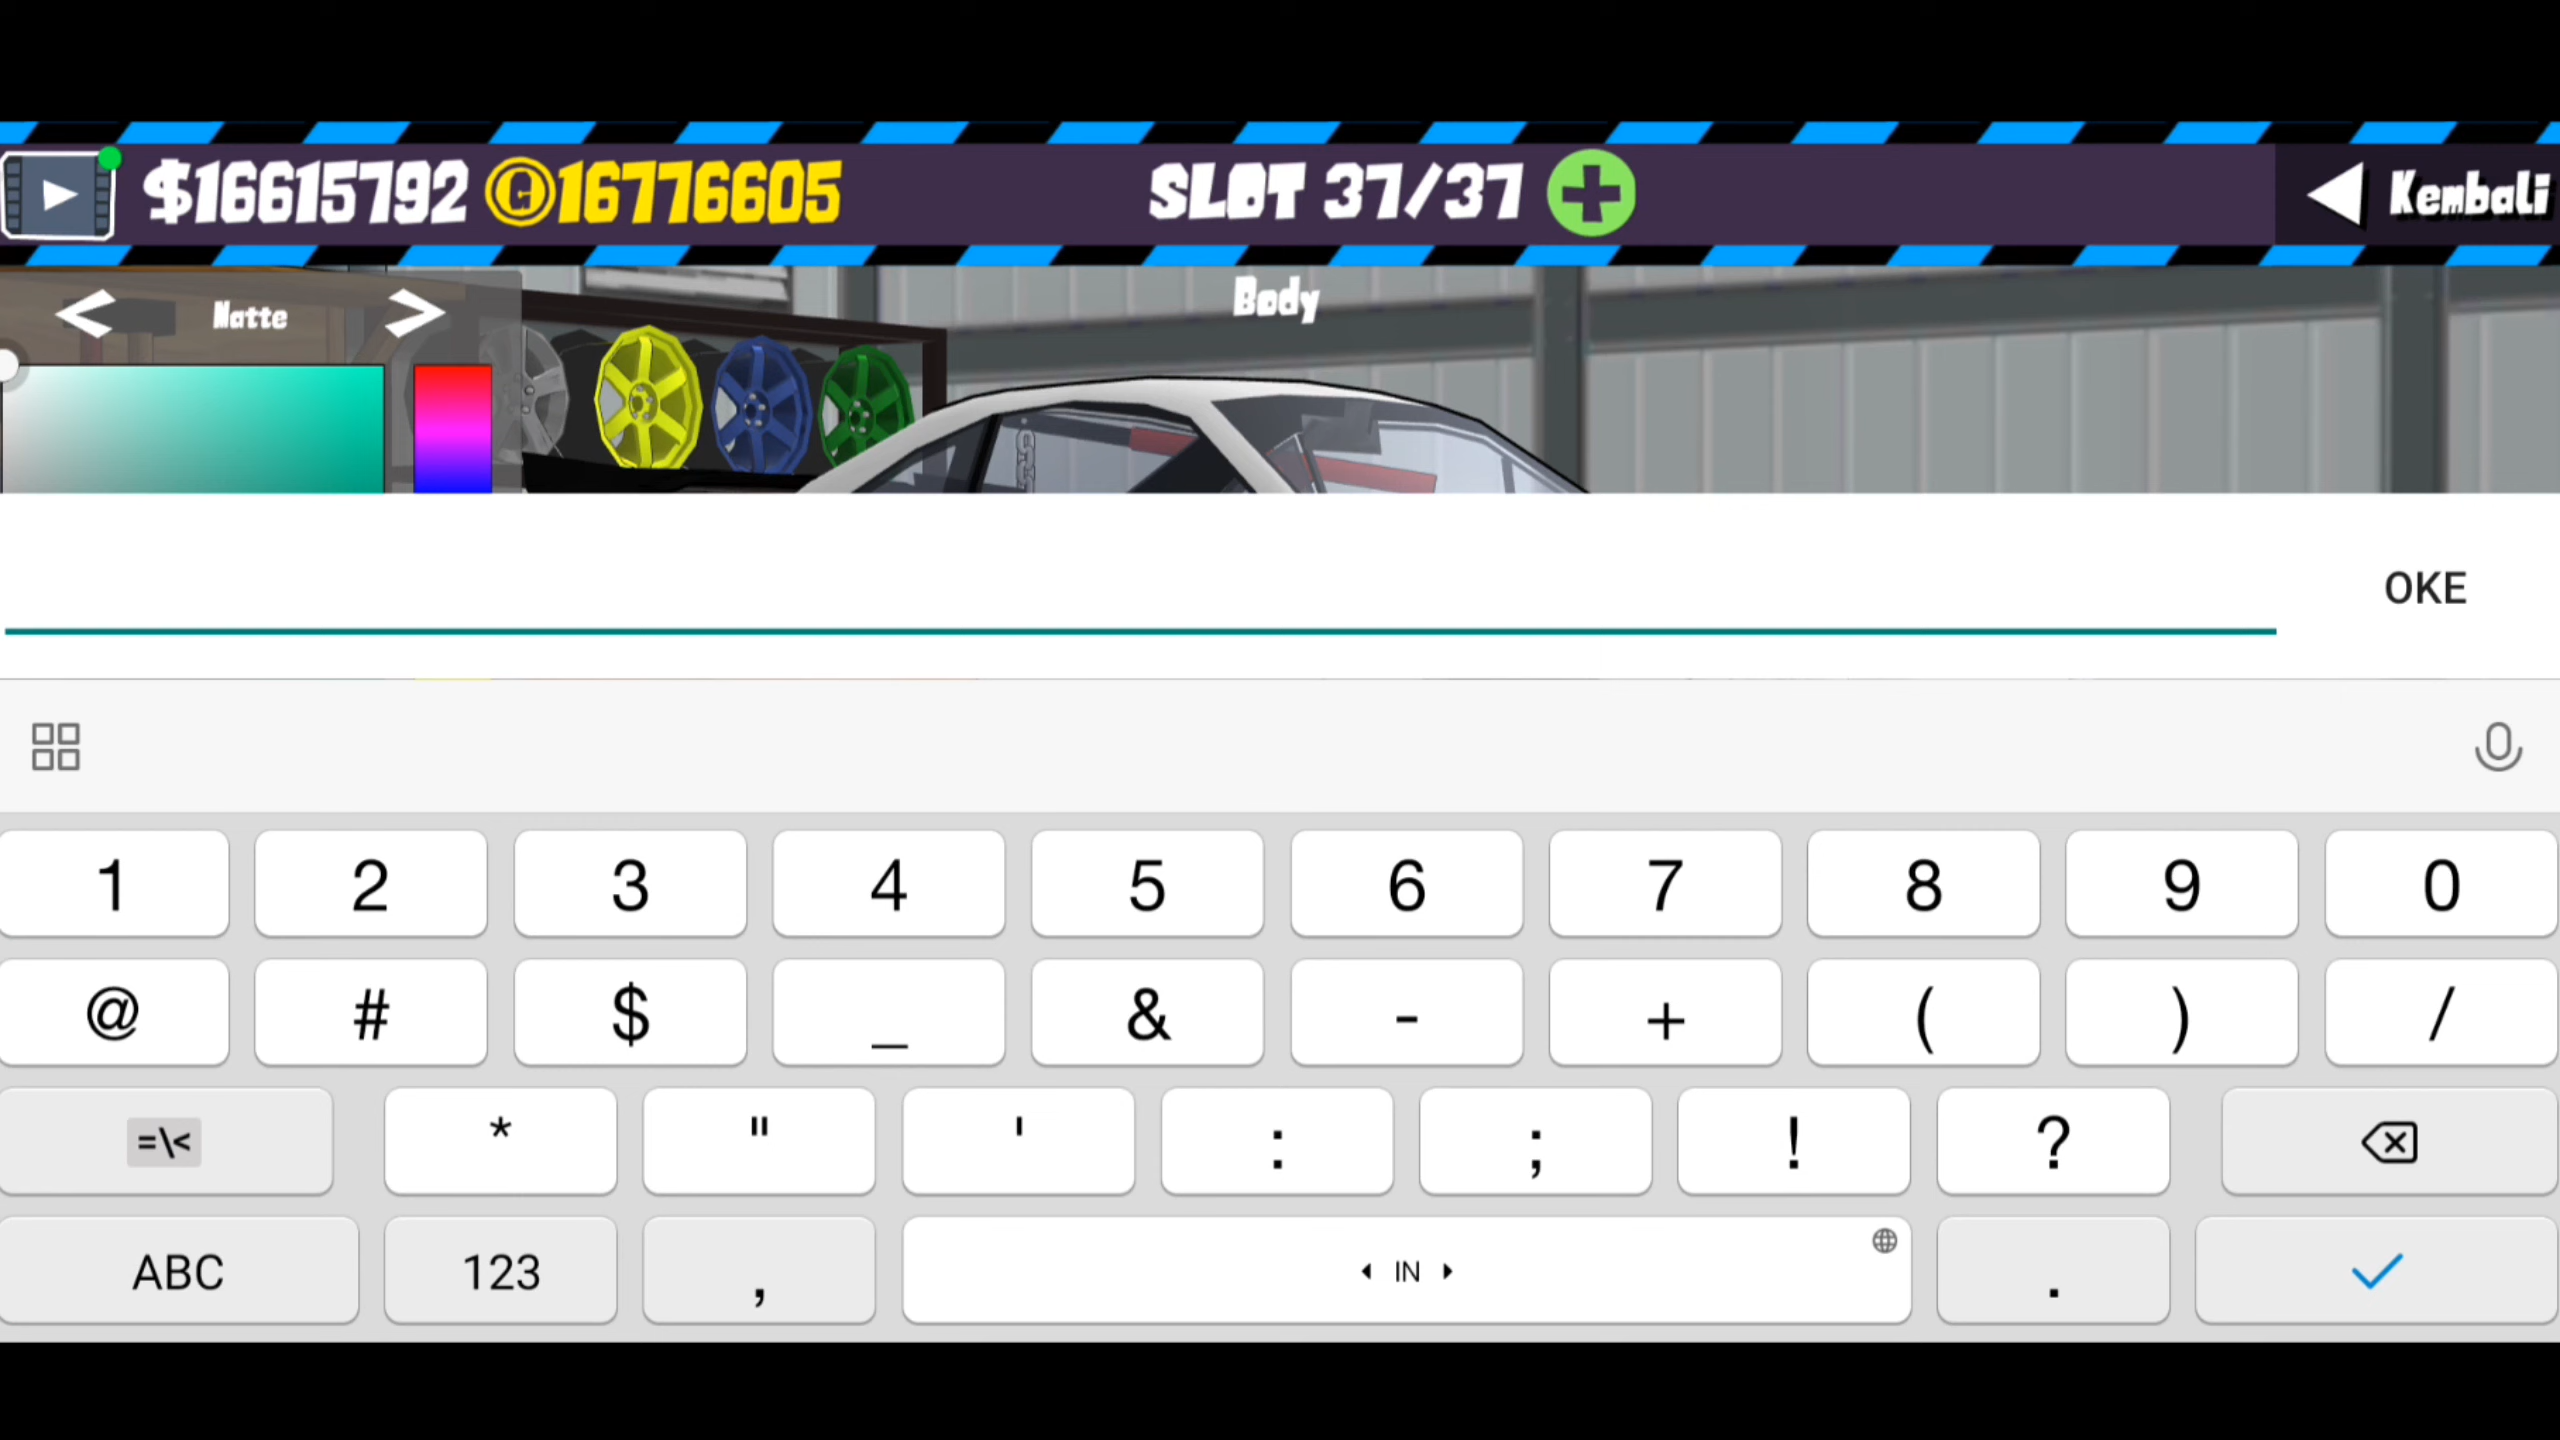 $16615792 16776605 SLOT 37/37 Kembali
Matte
Body
OKE
1 2 3 4 5 6 7 8 9 0
@ # $ _ & - + ( ) /
=\< * " ' : ; ! ?
ABC 123 , IN .